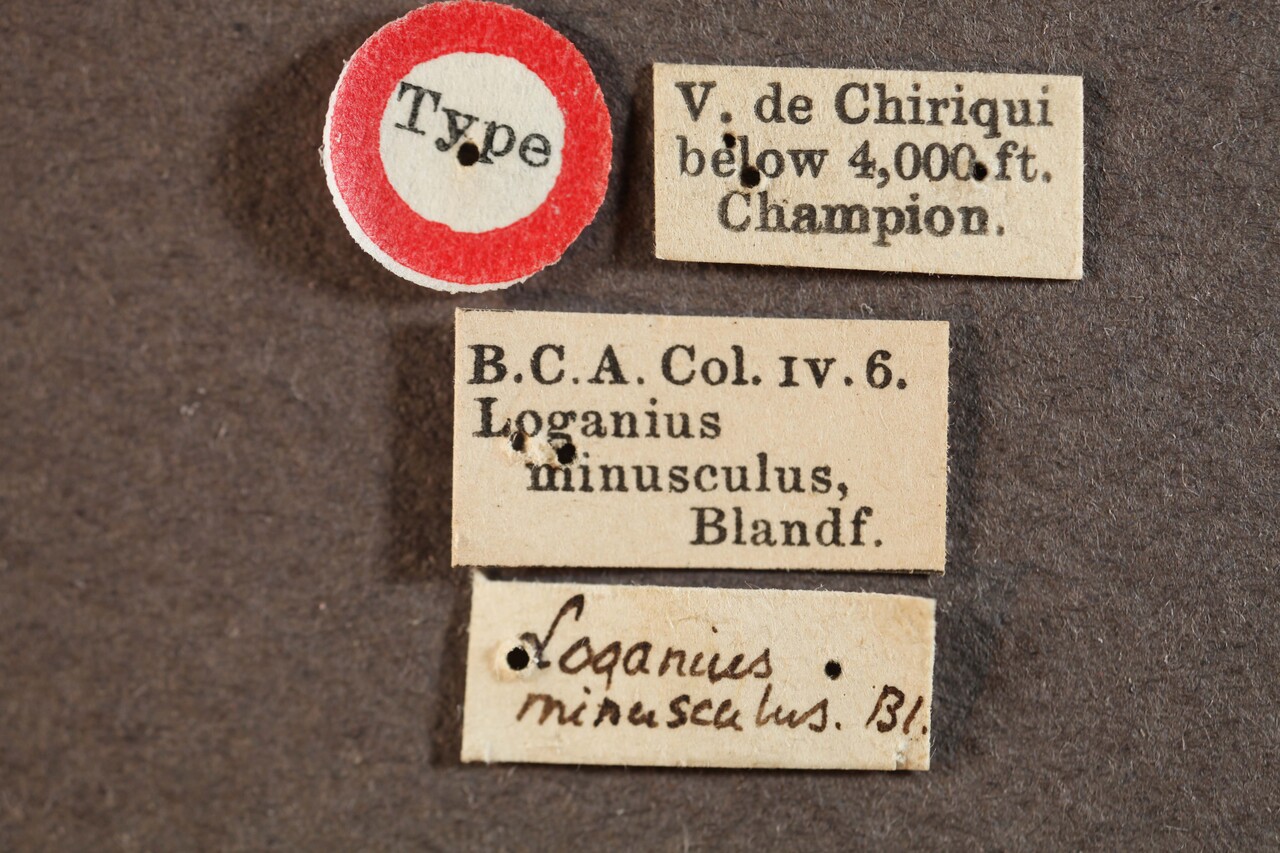 Type
V. de Chiriqui
below 4,000 ft.
Champion.
B.C.A. Col. IV. 6.
Loganius
minusculus,
Blandf.
Loganius
minusculus. Bl.